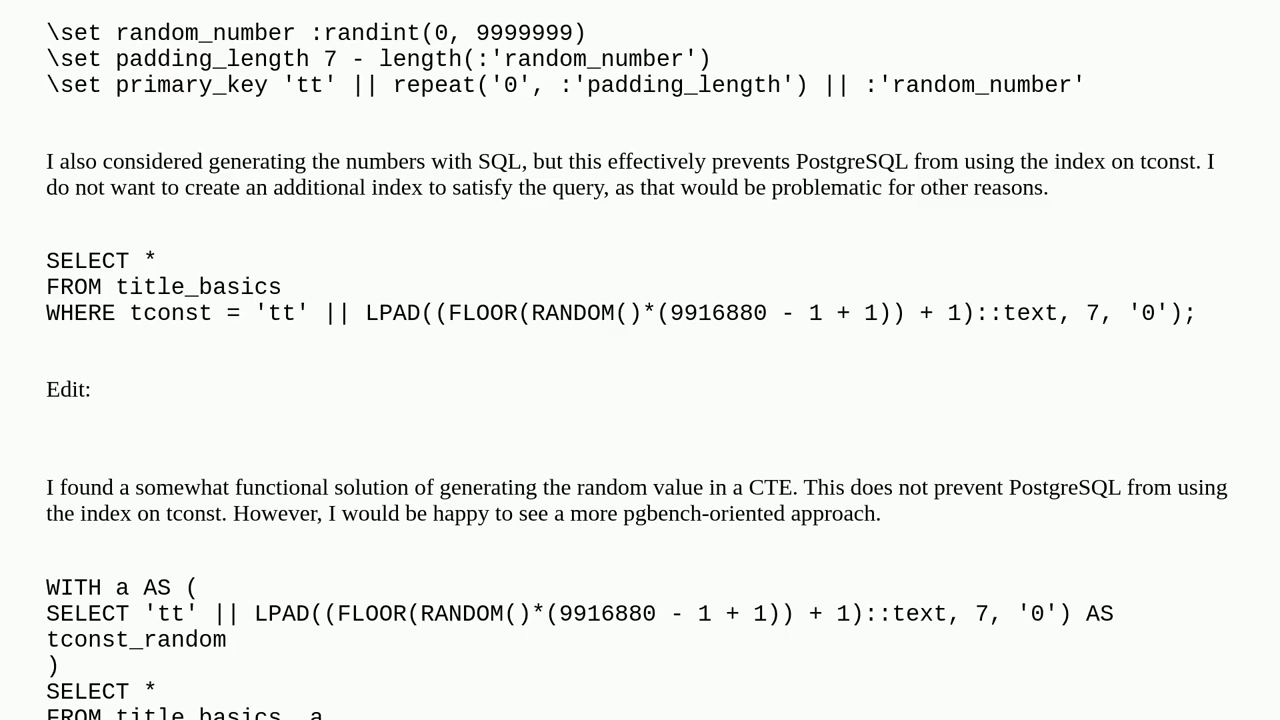 \set random_number :randint(0, 9999999)
\set padding_length 7 - length(:'random_number')
\set primary_key 'tt' || repeat('0', :'padding_length') || :'random_number'
I also considered generating the numbers with SQL, but this effectively prevents PostgreSQL from using the index on tconst. I
do not want to create an additional index to satisfy the query, as that would be problematic for other reasons.
SELECT *
FROM title_basics
WHERE tconst = 'tt' || LPAD((FLOOR(RANDOM()*(9916880 - 1 + 1)) + 1)::text, 7, '0');
Edit:
I found a somewhat functional solution of generating the random value in a CTE. This does not prevent PostgreSQL from using
the index on tconst. However, I would be happy to see a more pgbench-oriented approach.
WITH a AS (
SELECT 'tt' || LPAD((FLOOR(RANDOM()*(9916880 - 1 + 1)) + 1)::text, 7, '0') AS
tconst_random
)
SELECT *
FROM title_basics, a